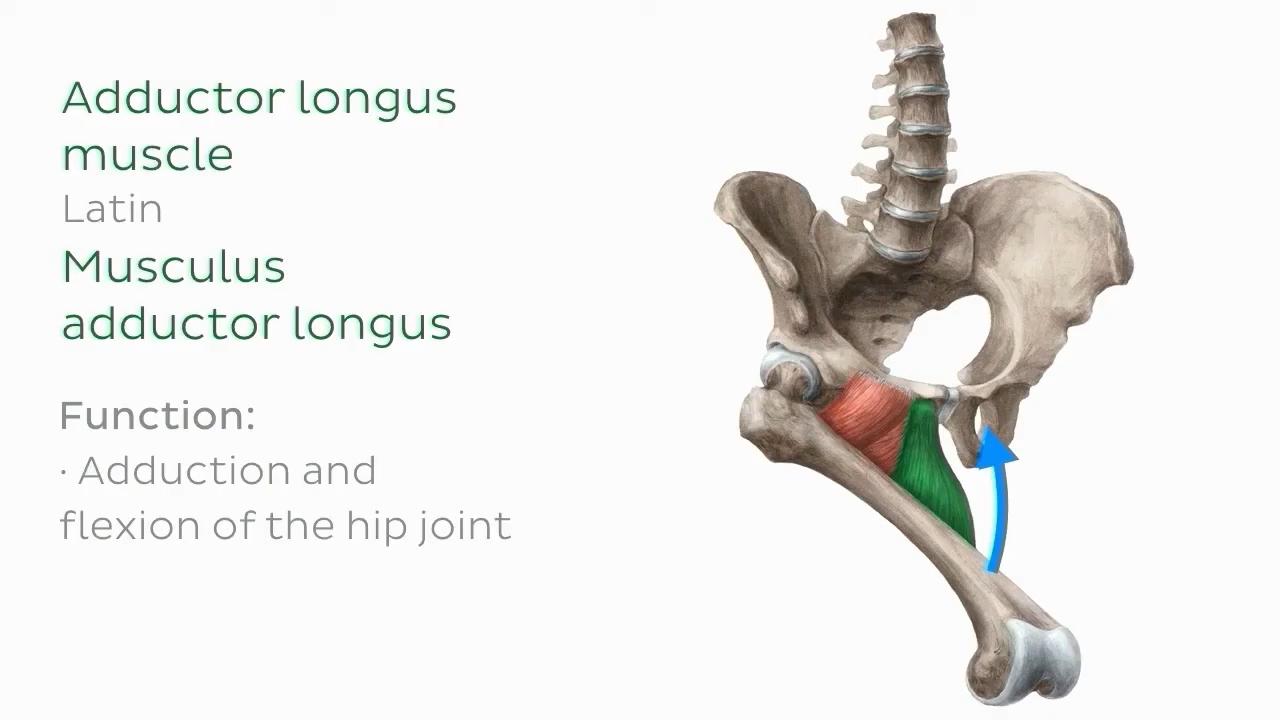 Adductor longus
muscle
Latin
Musculus
adductor longus
Function:
· Adduction and
flexion of the hip joint